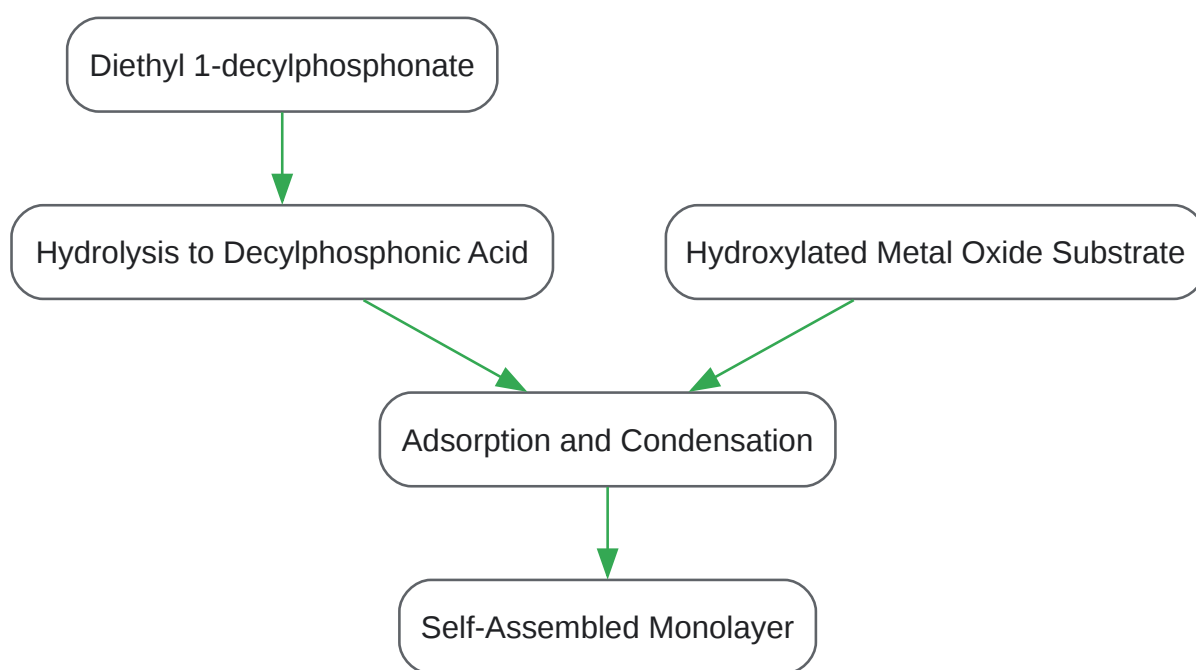 Diethyl 1-decylphosphonate
Hydrolysis to Decylphosphonic Acid
Hydroxylated Metal Oxide Substrate
Adsorption and Condensation
Self-Assembled Monolayer